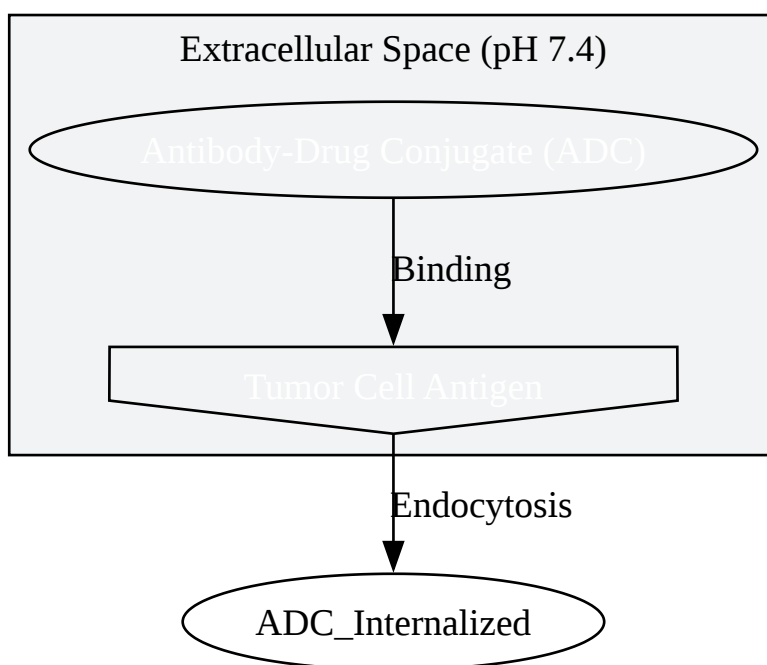 Extracellular Space (pH 7.4)
Antibody-Drug Conjugate (ADC)
Binding
Tumor Cell Antigen
Endocytosis
ADC_Internalized